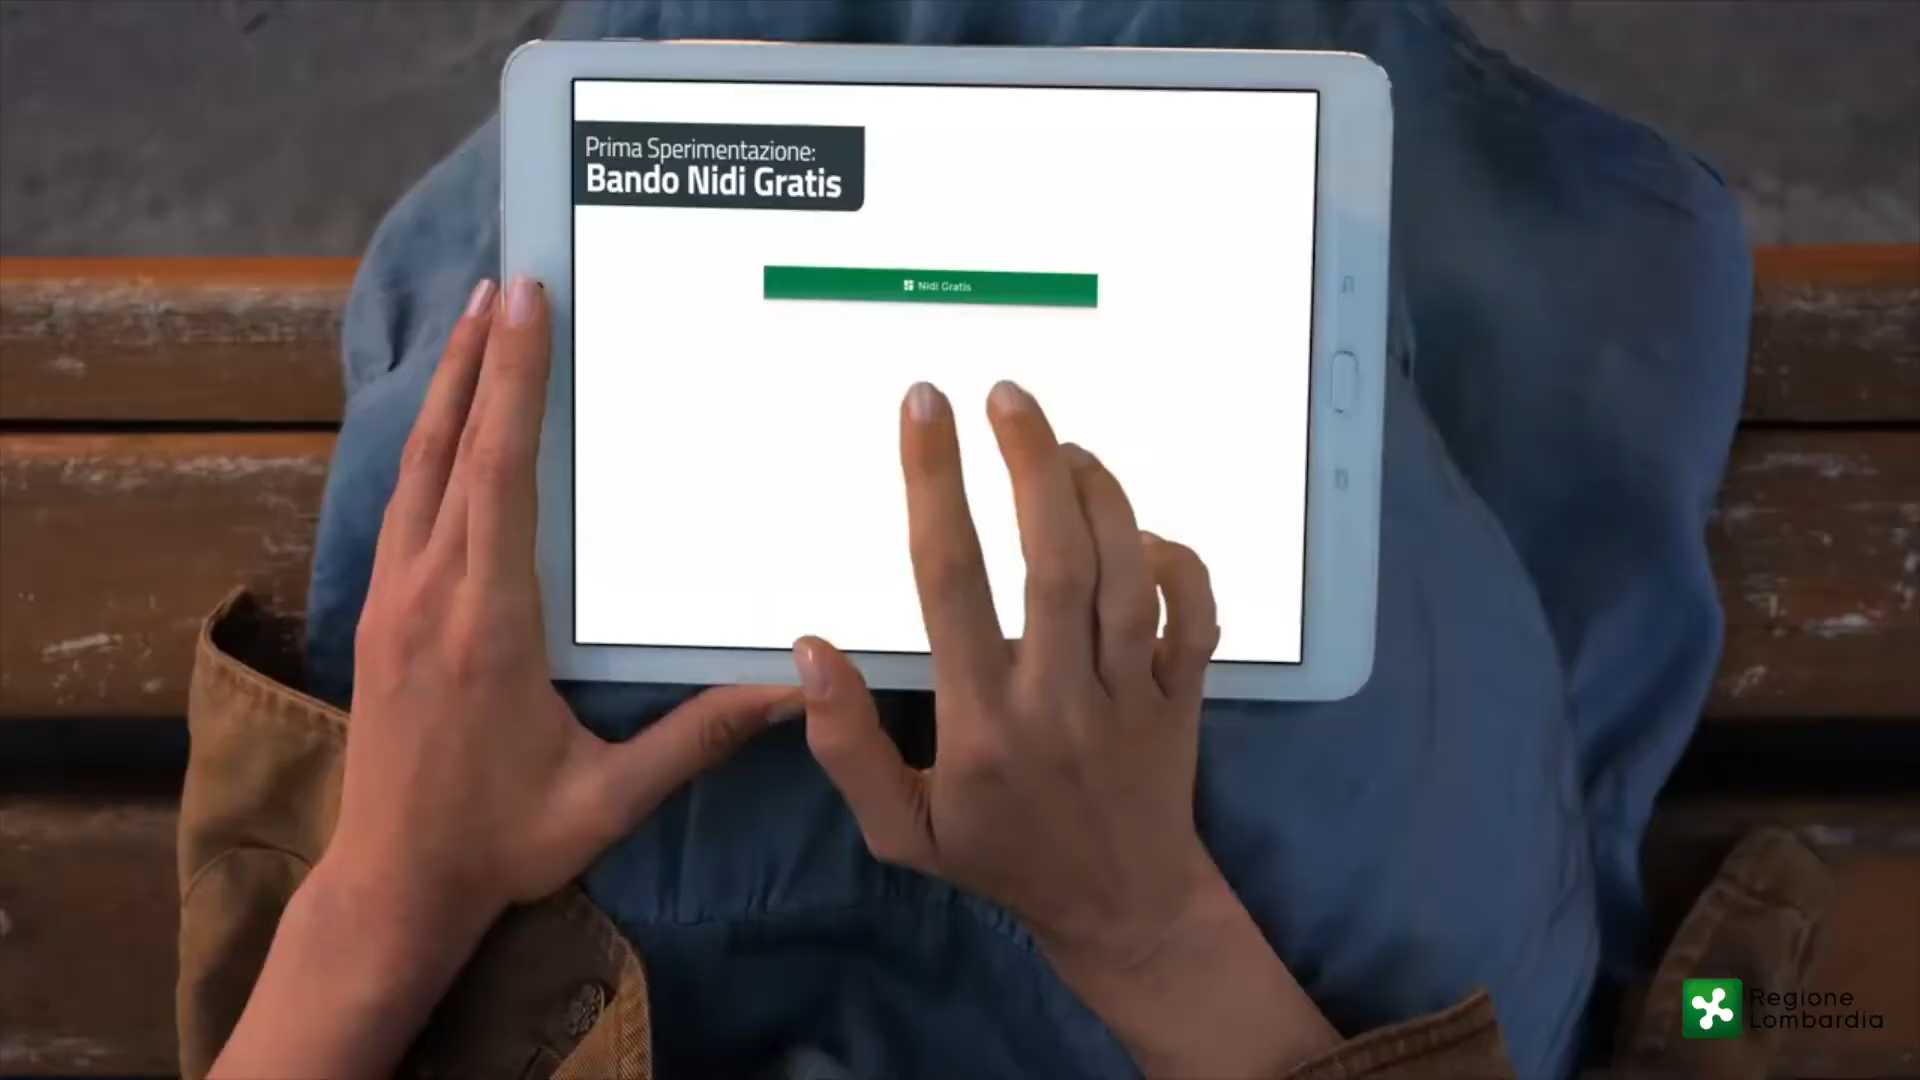 Prima Sperimentazione:
Bando Nidi Gratis
Nidi Gratis
Regione
Lombardia